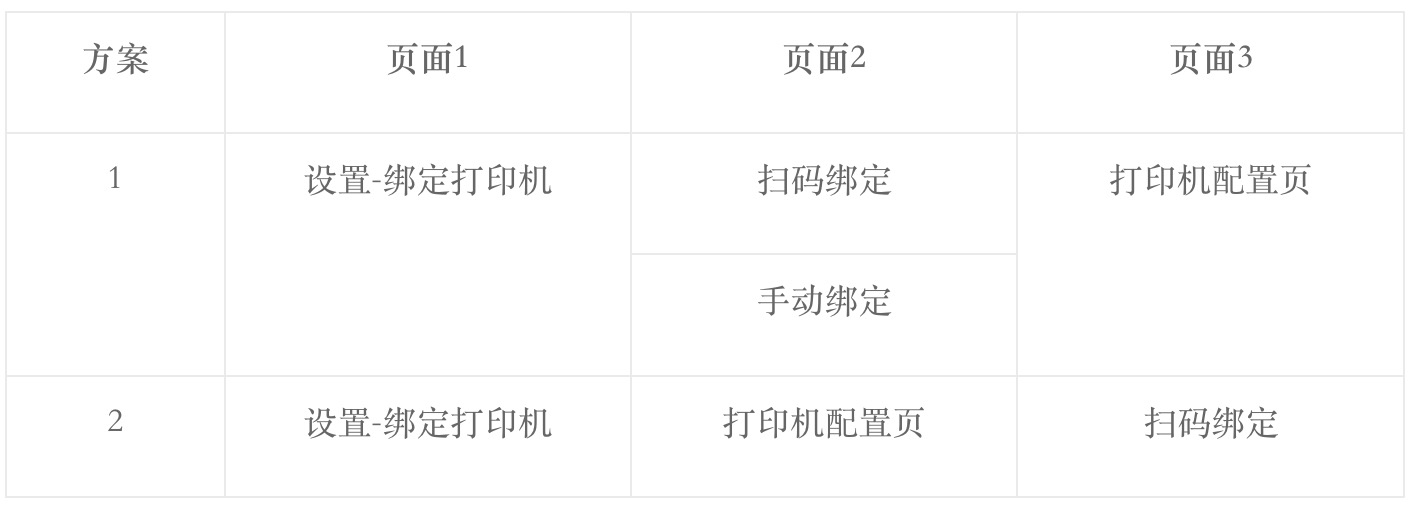 方案 页面1 页面2 页面3
1 设置-绑定打印机 扫码绑定 打印机配置页
手动绑定
2 设置-绑定打印机 打印机配置页 扫码绑定